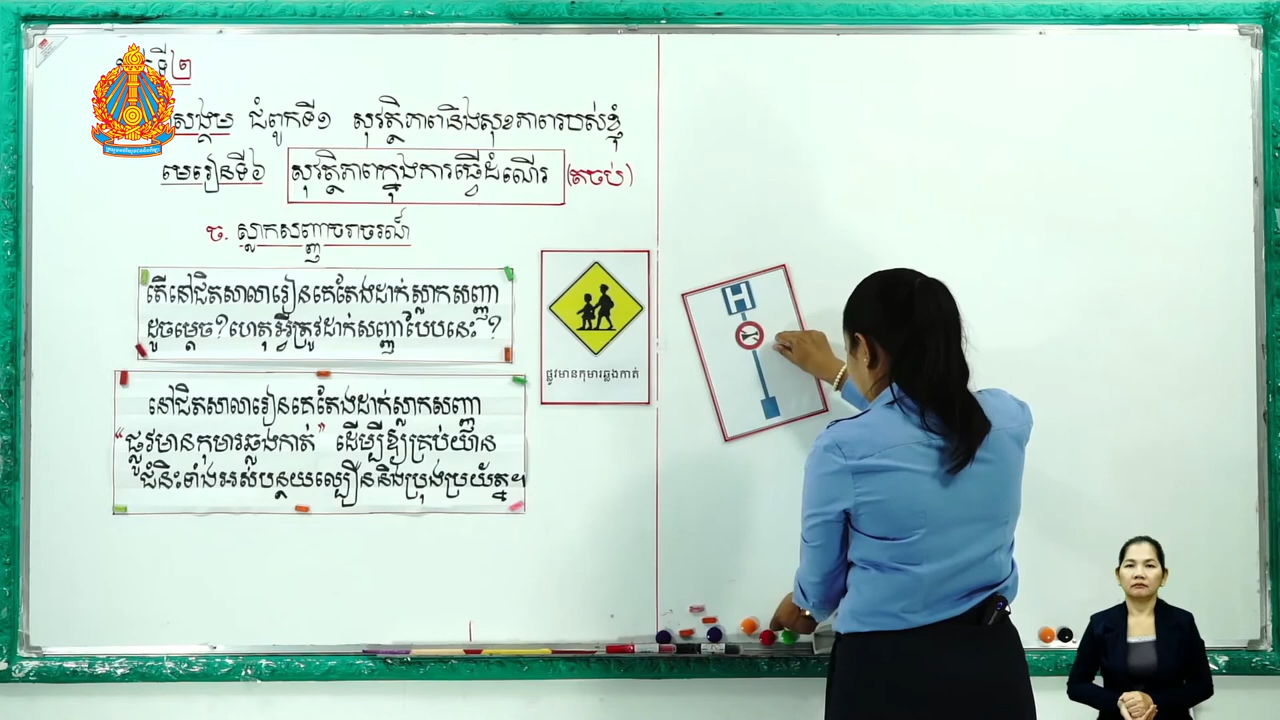 ទី២
សង្គម ជំពូកទី១ សុវត្ថិភាពនិងសុខភាពរបស់ខ្ញុំ
មេរៀនទី៦ សុវត្ថិភាពក្នុងការធ្វើដំណើរ (តចប់)
ច. ស្លាកសញ្ញាចរាចរណ៍
តើនៅជិតសាលារៀនគេតែងដាក់ស្លាកសញ្ញា
ដូចម្តេច? ហេតុអ្វីត្រូវដាក់សញ្ញាបែបនេះ?
នៅជិតសាលារៀនគេតែងដាក់ស្លាកសញ្ញា
“ផ្លូវមានកុមារឆ្លងកាត់” ដើម្បីឱ្យគ្រប់យាន
ជំនិះទាំងអស់បន្ថយល្បឿននិងប្រុងប្រយ័ត្ន។
ផ្លូវមានកុមារឆ្លងកាត់
H